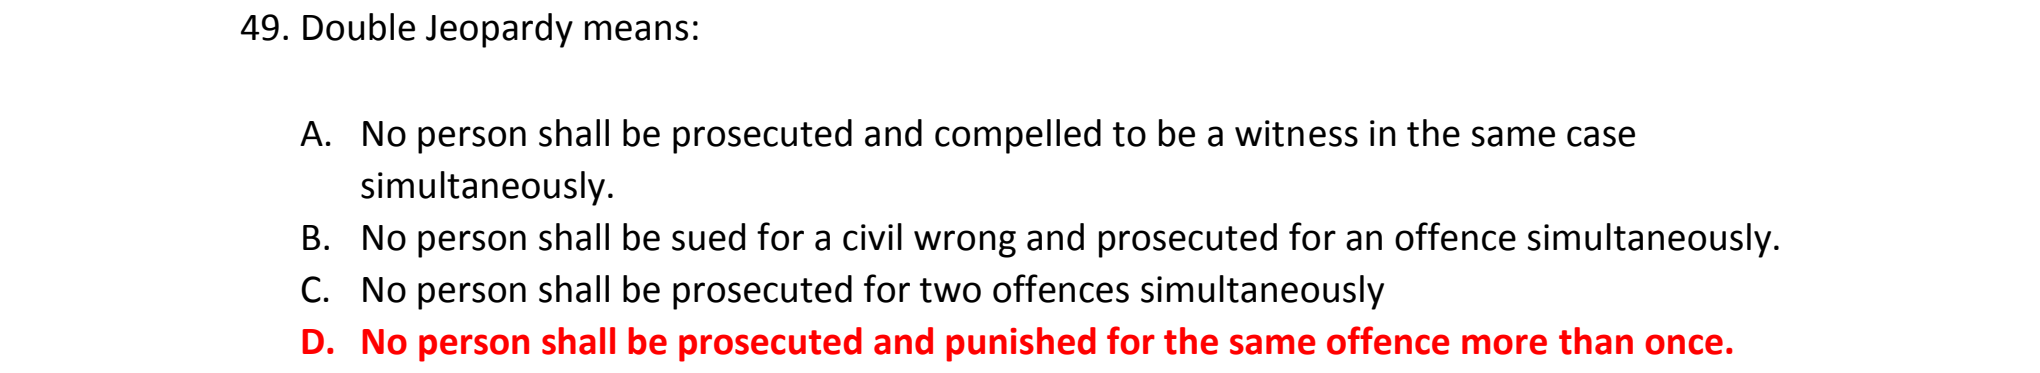 49. Double Jeopardy means:
A. No person shall be prosecuted and compelled to be a witness in the same case
simultaneously.
B. No person shall be sued for a civil wrong and prosecuted for an offence simultaneously.
C. No person shall be prosecuted for two offences simultaneously
D. No person shall be prosecuted and punished for the same offence more than once.